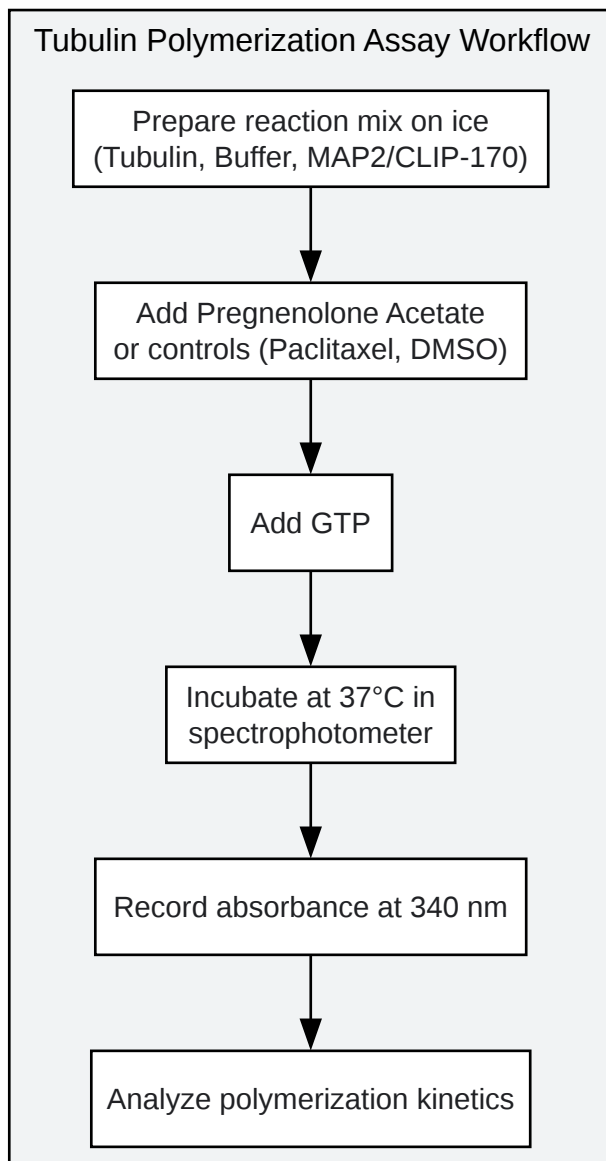 Tubulin Polymerization Assay Workflow
Prepare reaction mix on ice
(Tubulin, Buffer, MAP2/CLIP-170)
Add Pregnenolone Acetate
or controls (Paclitaxel, DMSO)
Add GTP
Incubate at 37°C in
spectrophotometer
Record absorbance at 340 nm
Analyze polymerization kinetics